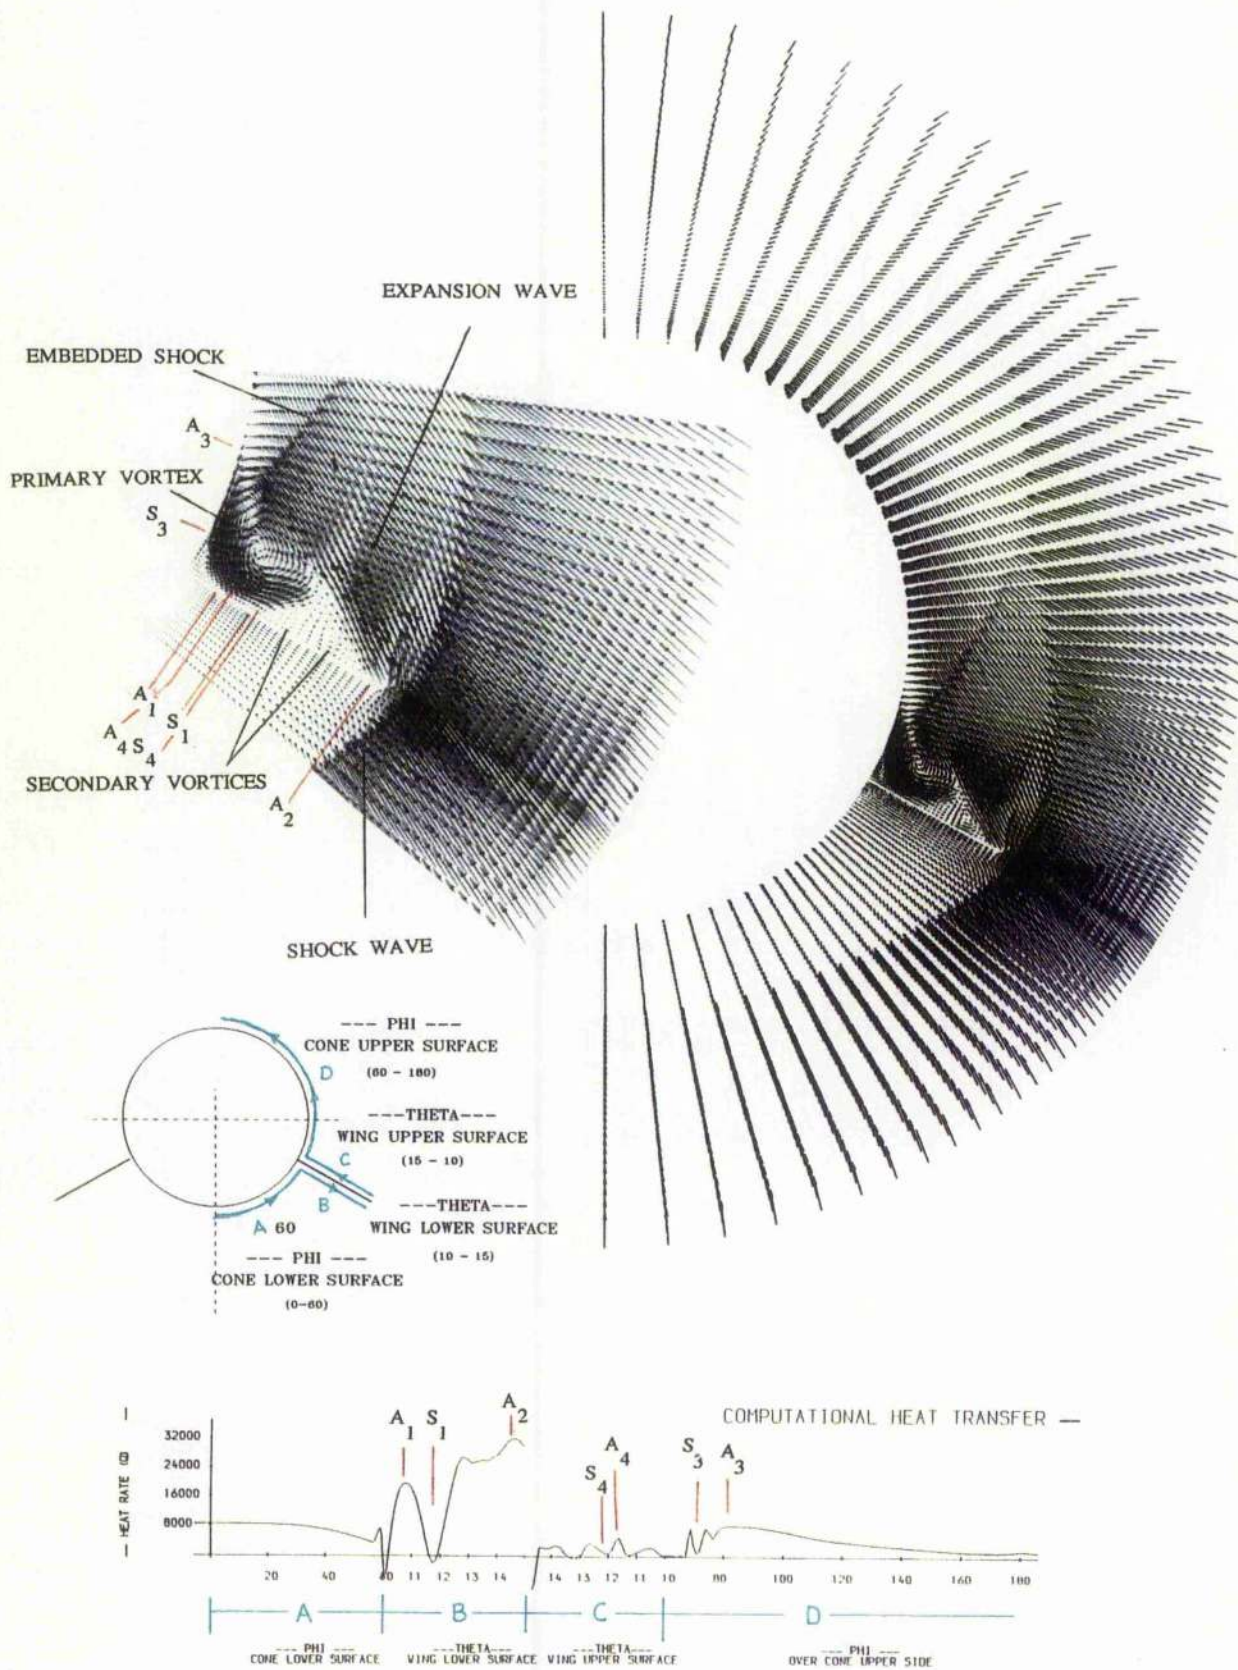 EXPANSION WAVE
EMBEDDED SHOCK
A3
PRIMARY VORTEX
S3
A1
A4 S4 S1
SECONDARY VORTICES
A2
SHOCK WAVE
--- PHI ---
CONE UPPER SURFACE
(60 - 180)
D
---THETA---
WING UPPER SURFACE
(15 - 10)
C
B
---THETA---
WING LOWER SURFACE
(10 - 15)
A 60
--- PHI ---
CONE LOWER SURFACE
(0-60)
COMPUTATIONAL HEAT TRANSFER —
A1 S1 A2
S4 A4 S3 A3
— HEAT RATE (Q) —
32000
24000
16000
8000
20 40 60 11 12 13 14 14 13 12 11 10 80 100 120 140 160 180
A B C D
--- PHI ---
CONE LOWER SURFACE
---THETA---
WING LOWER SURFACE
---THETA---
WING UPPER SURFACE
--- PHI ---
OVER CONE UPPER SIDE